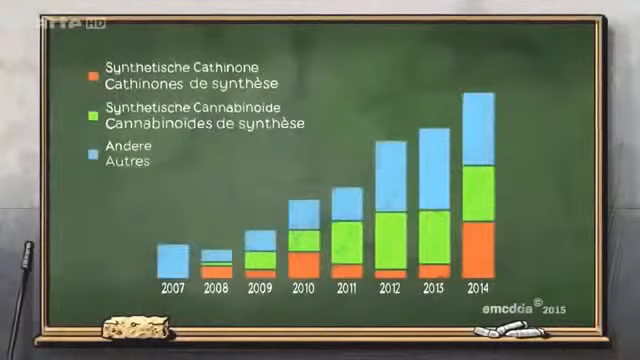 arte HD
Synthetische Cathinone
Cathinones de synthèse
Synthetische Cannabinoide
Cannabinoïdes de synthèse
Andere
Autres
2007 2008 2009 2010 2011 2012 2013 2014
emcdda © 2015